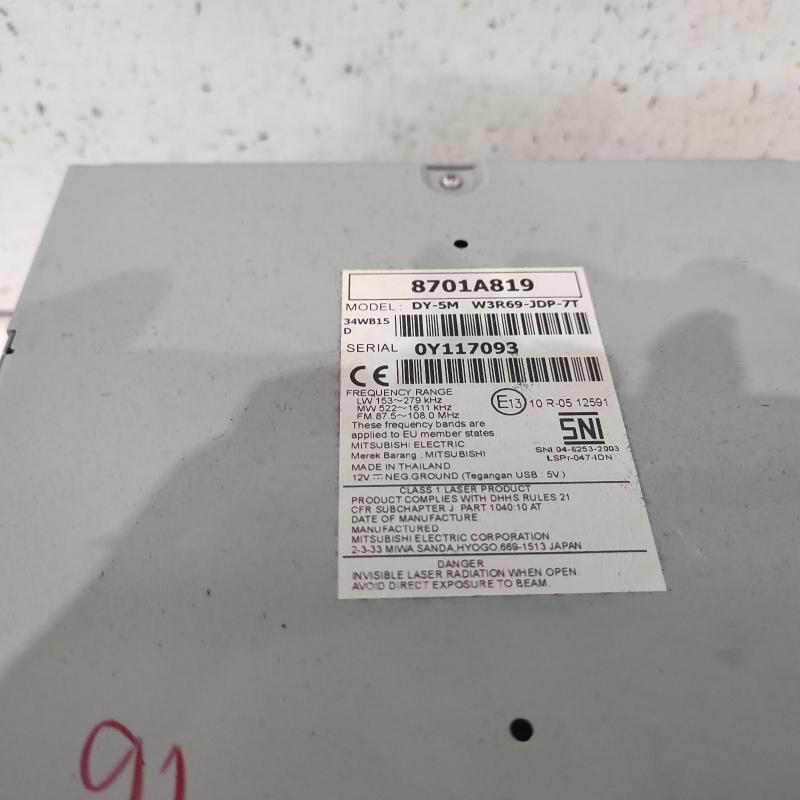 8701A819
MODEL : DY-5M W3R69-JDP-7T
34WB15
D
SERIAL 0Y117093
CE
FREQUENCY RANGE
LW 153~279 kHz
MW 522~1611 kHz
FM 87.5~108.0 MHz
These frequency bands are
applied to EU member states.
E13 10 R-05 12591
SNI
SNI 04-6253-2003
LSPr-047-IDN
MITSUBISHI ELECTRIC
Merek Barang : MITSUBISHI
MADE IN THAILAND
12V ⎓ NEG GROUND (Tegangan USB : 5V)
CLASS 1 LASER PRODUCT
PRODUCT COMPLIES WITH DHHS RULES 21
CFR SUBCHAPTER J PART 1040:10 AT
DATE OF MANUFACTURE
MANUFACTURED
MITSUBISHI ELECTRIC CORPORATION
2-3-33 MIWA,SANDA,HYOGO,669-1513 JAPAN
DANGER
INVISIBLE LASER RADIATION WHEN OPEN.
AVOID DIRECT EXPOSURE TO BEAM.
91